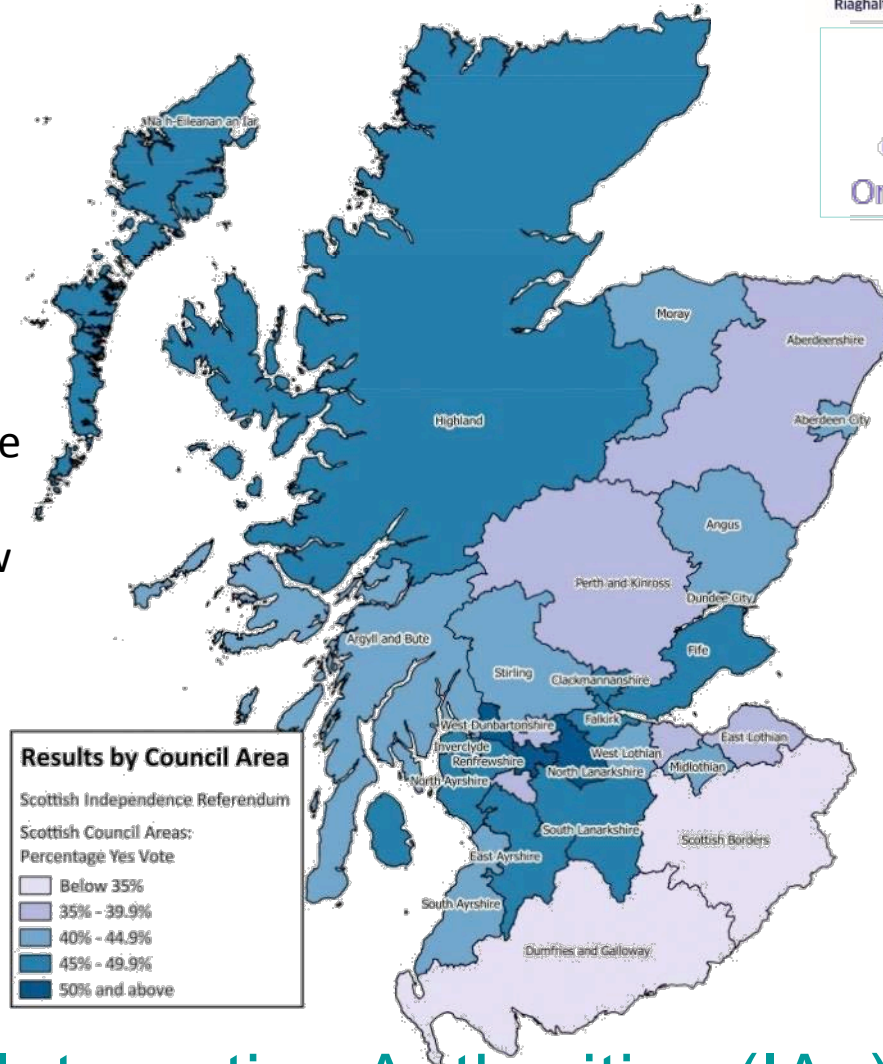 Riaghal
Or
e
w
Na h-Eileanan an Iar
Moray
Aberdeenshire
Aberdeen City
Highland
Angus
Perth and Kinross
Dundee City
Argyll and Bute
Fife
Stirling
Clackmannanshire
West Dunbartonshire
Falkirk
East Lothian
Inverclyde
West Lothian
Renfrewshire
Midlothian
North Lanarkshire
North Ayrshire
South Lanarkshire
Scottish Borders
East Ayrshire
South Ayrshire
Dumfries and Galloway
Results by Council Area
Scottish Independence Referendum
Scottish Council Areas:
Percentage Yes Vote
Below 35%
35% - 39.9%
40% - 44.9%
45% - 49.9%
50% and above